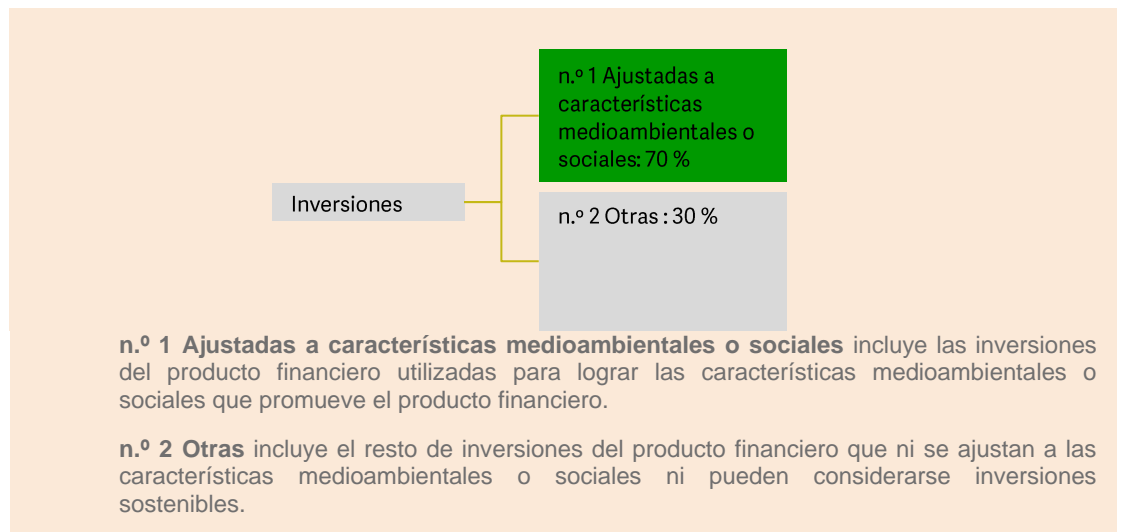 n.º 1 Ajustadas a
características
medioambientales o
sociales: 70 %
Inversiones
n.º 2 Otras : 30 %
n.º 1 Ajustadas a características medioambientales o sociales incluye las inversiones
del producto financiero utilizadas para lograr las características medioambientales o
sociales que promueve el producto financiero.
n.º 2 Otras incluye el resto de inversiones del producto financiero que ni se ajustan a las
características medioambientales o sociales ni pueden considerarse inversiones
sostenibles.